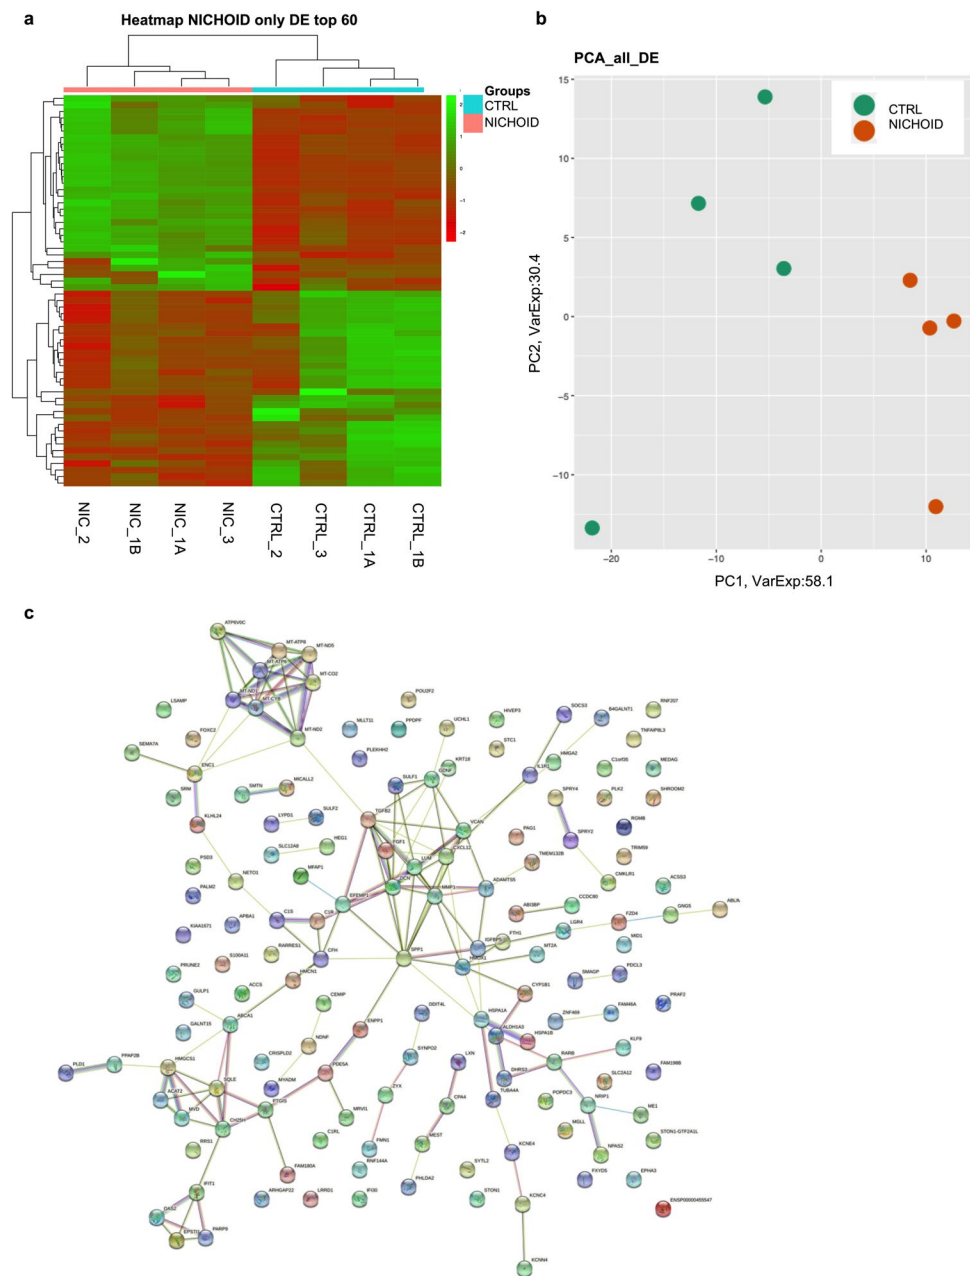 a
Heatmap NICHOID only DE top 60
Groups
CTRL
NICHOID
2
1
0
−1
−2
NIC_2
NIC_1B
NIC_1A
NIC_3
CTRL_2
CTRL_3
CTRL_1A
CTRL_1B
b
PCA_all_DE
CTRL
NICHOID
15
10
5
0
−5
−10
−20
−10
0
10
PC2, VarExp:30.4
PC1, VarExp:58.1
c
ATP6V0C
MT-ATP8
MT-ND5
MT-ATP6
MT-CO2
MT-ND1
MT-CYB
MT-ND2
LSAMP
FOXC2
SEMA7A
ENC1
SRM
SMTN
MICALL2
KLHL24
LYPD1
SULF2
SLC12A8
HEG1
PSD3
NETO1
MFAP1
PALM2
KIAA1671
APBA1
C1S
C1R
EFEMP1
CFH
RARRES1
S100A11
PRUNE2
HMCN1
ACCS
GULP1
ABCA1
CEMIP
GALNT15
NDNF
CRISPLD2
PLD1
PPAP2B
HMGCS1
SQLE
ACAT2
MVD
CH25H
PTGIS
MYADM
PDE5A
MRVI1
ENPP1
C1RL
RRS1
FAM180A
IFIT1
OAS2
EPSTI1
PARP9
ARHGAP22
LRRD1
IFI30
RNF144A
FMN1
ZYX
SYNPO2
DDIT4L
LXN
CPA4
MEST
PHLDA2
SYTL2
STON1
POU2F2
MLLT11
PPDPF
PLEKHH2
UCHL1
HIVEP3
STC1
KRT18
GDNF
SULF1
TGFB2
FGF1
VCAN
LUM
DCN
MMP1
ADAMTS5
SPP1
IGFBP5
HMOX1
FTH1
MT2A
CYP1B1
SOCS3
B4GALNT1
IL1R1
HMGA2
RNF207
TNFAIP8L3
C1orf35
MEDAG
SPRY4
PLK2
SHROOM2
SPRY2
RGMB
TRIM59
PAG1
TMEM132B
CMKLR1
ACSS3
ABI3BP
CCDC80
FZD4
GNG5
LGR4
MID1
SMAGP
PDCL3
PRAF2
ZNF469
FAM46A
HSPA1A
ALDH1A3
HSPA1B
DHRS3
RARB
KLF9
TUBA4A
SLC2A12
FAM198B
POPDC3
NRIP1
ME1
MGLL
NPAS2
STON1-GTF2A1L
KCNE4
FXYD5
EPHA3
KCNC4
KCNN4
ENSP00000455547